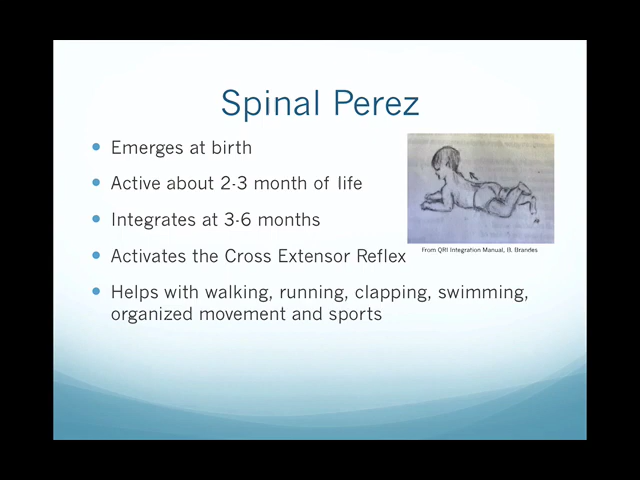 Spinal Perez
Emerges at birth
Active about 2-3 month of life
Integrates at 3-6 months
Activates the Cross Extensor Reflex
Helps with walking, running, clapping, swimming,
organized movement and sports
From QRI Integration Manual, B. Brandes